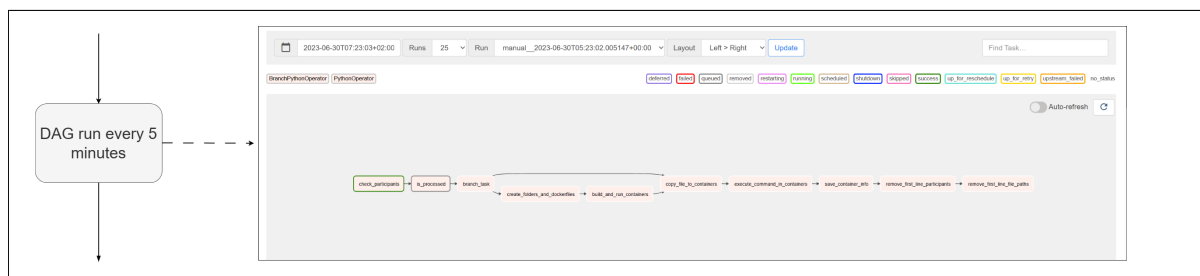 DAG run every 5
minutes
2023-06-30T07:23:03+02:00 Runs 25 Run manual__2023-06-30T05:23:02.005147+00:00 Layout Left > Right Update Find Task...
BranchPythonOperator PythonOperator deferred failed queued removed restarting running scheduled shutdown skipped success up_for_reschedule up_for_retry upstream_failed no_status
Auto-refresh
check_participants is_processed branch_task copy_file_to_containers execute_command_in_containers save_container_info remove_first_line_participants remove_first_line_file_paths
create_folders_and_dockerfiles build_and_run_containers